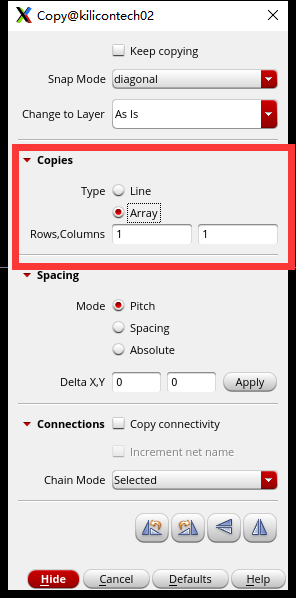 Copy@kilicontech02
Keep copying
Snap Mode diagonal
Change to Layer As Is
Copies
Type Line
Array
Rows,Columns 1 1
Spacing
Mode Pitch
Spacing
Absolute
Delta X,Y 0 0 Apply
Connections Copy connectivity
Increment net name
Chain Mode Selected
Hide Cancel Defaults Help